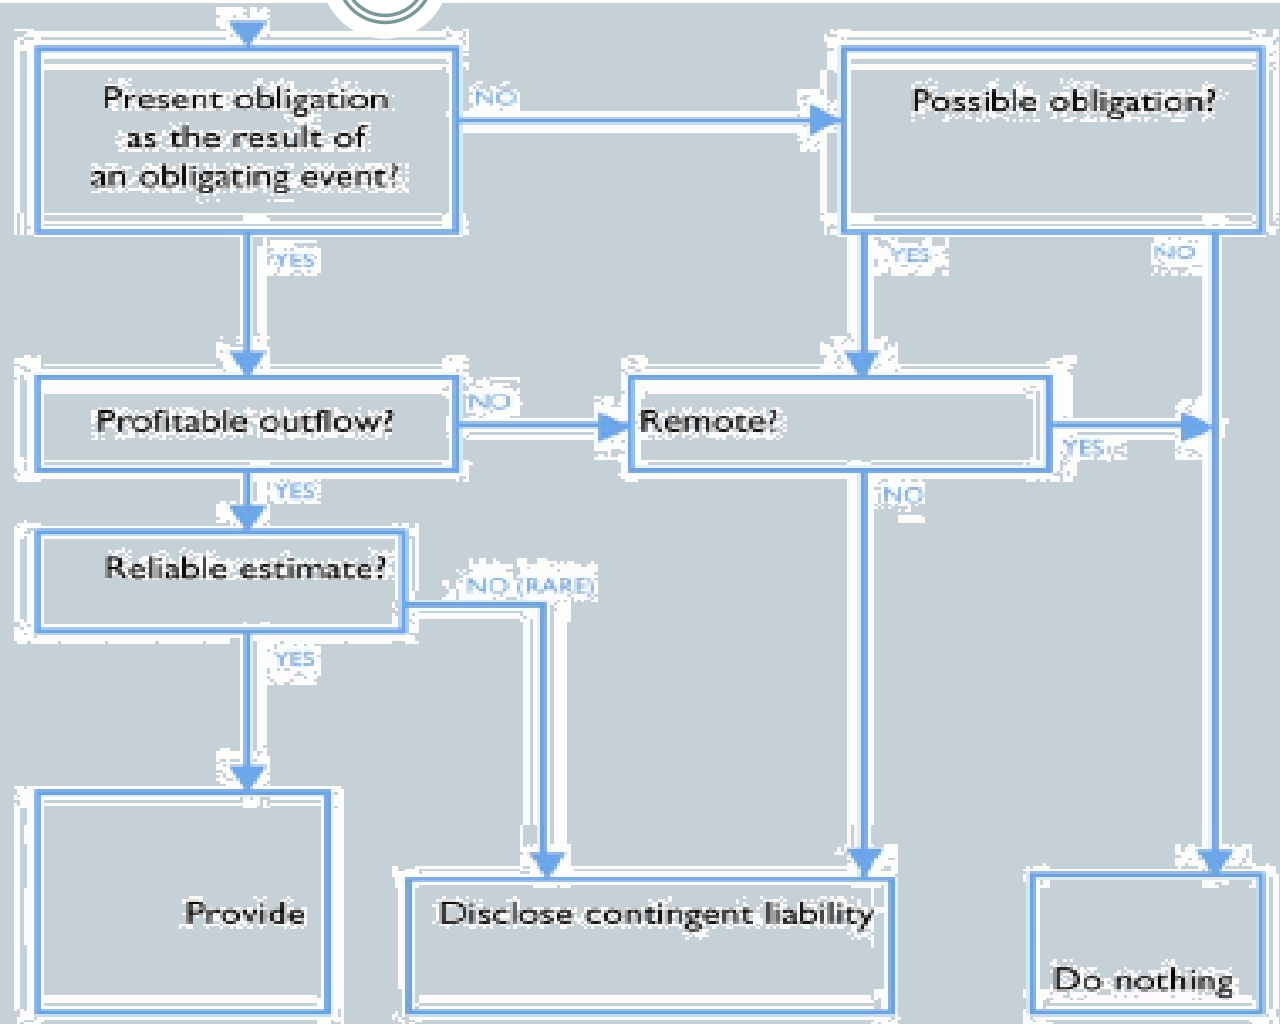 Present obligation
as the result of
an obligating event?
NO
Possible obligation?
YES
YES
NO
Profitable outflow?
NO
Remote?
YES
YES
NO
Reliable estimate?
NO (RARE)
YES
Provide
Disclose contingent liability
Do nothing